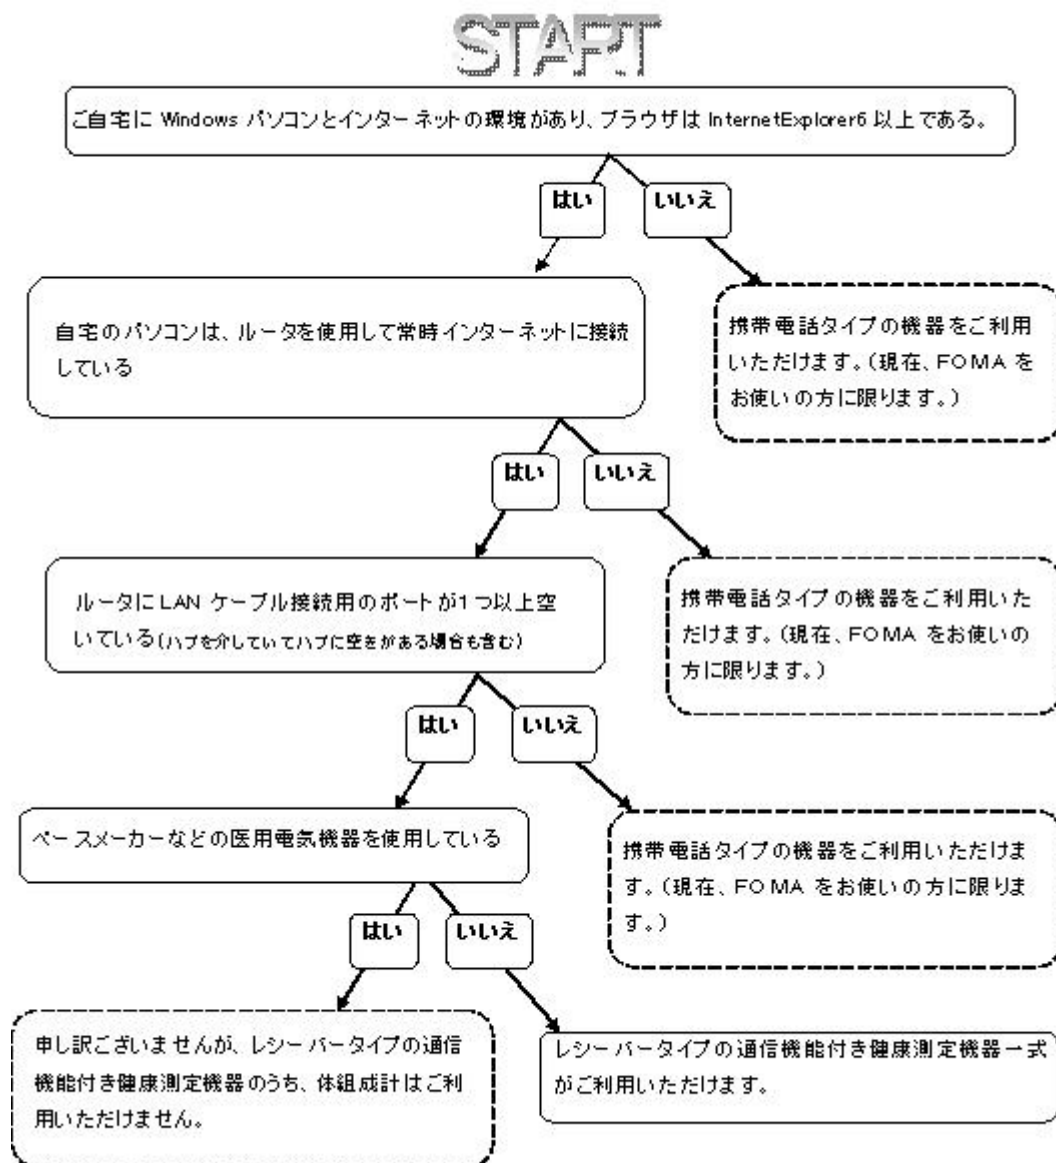 START
ご自宅に Windows パソコンとインターネットの環境があり、ブラウザは InternetExplorer6 以上である。
はい
いいえ
自宅のパソコンは、ルータを使用して常時インターネットに接続
している
携帯電話タイプの機器をご利用
いただけます。(現在、FOMA を
お使いの方に限ります。)
はい
いいえ
ルータに LAN ケーブル接続用のポートが1つ以上空
いている(ハブを介していてハブに空きがある場合も含む)
携帯電話タイプの機器をご利用いた
だけます。(現在、FOMA をお使いの
方に限ります。)
はい
いいえ
ペースメーカーなどの医用電気機器を使用している
携帯電話タイプの機器をご利用いただけま
す。(現在、FOMA をお使いの方に限りま
す。)
はい
いいえ
申し訳ございませんが、レシーバータイプの通信
機能付き健康測定機器のうち、体組成計はご利
用いただけません。
レシーバータイプの通信機能付き健康測定機器一式
がご利用いただけます。